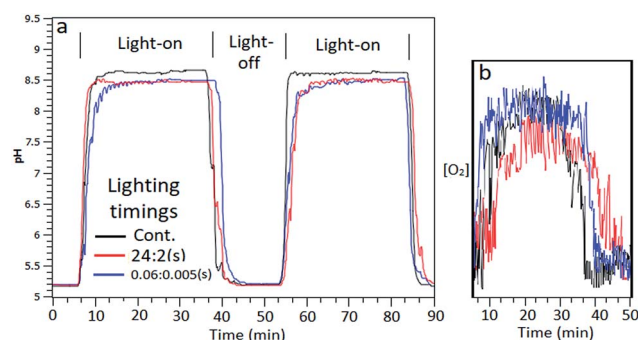 a
Light-on
Light-
off
Light-on
9.5
9
8.5
8
7.5
7
6.5
6
5.5
5
pH
Lighting
timings
Cont.
24:2(s)
0.06:0.005(s)
0 10 20 30 40 50 60 70 80 90
Time (min)
b
[O₂]
10 20 30 40 50
Time (min)